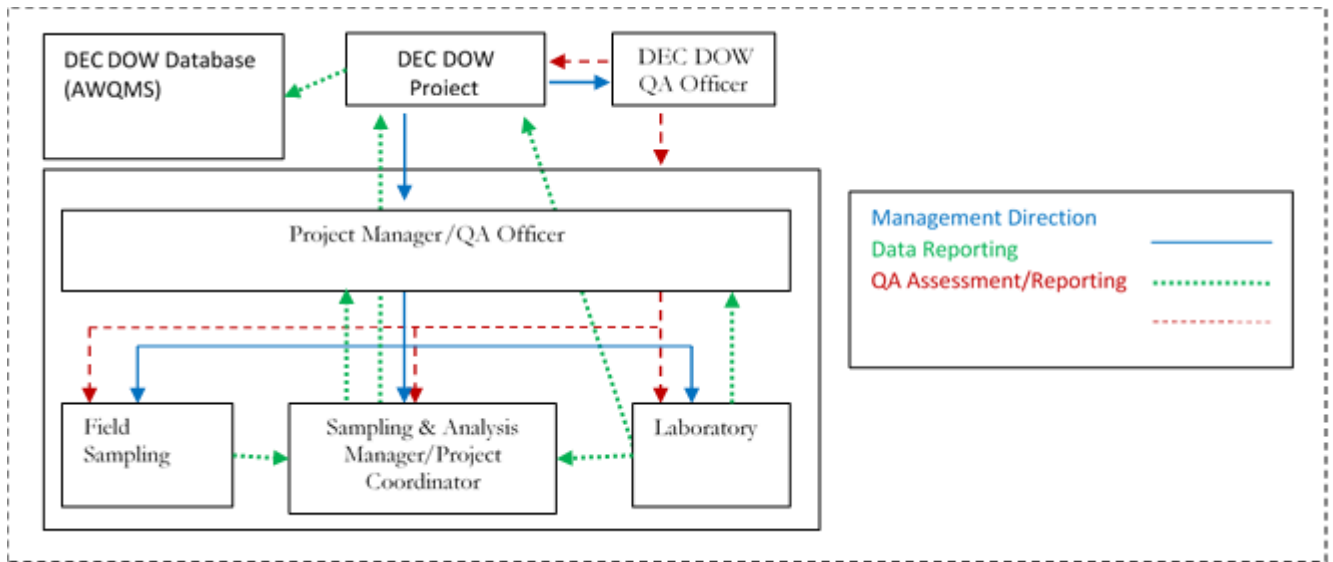 DEC DOW Database
(AWQMS)
DEC DOW
Project
DEC DOW
QA Officer
Project Manager/QA Officer
Management Direction
Data Reporting
QA Assessment/Reporting
Field
Sampling
Sampling & Analysis
Manager/Project
Coordinator
Laboratory